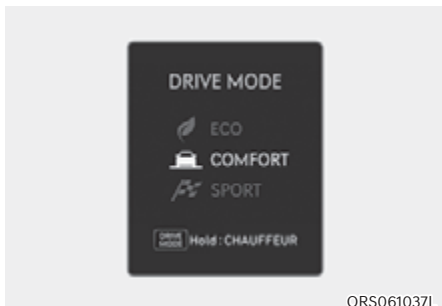 DRIVE MODE
ECO
COMFORT
SPORT
DRIVE MODE Hold : CHAUFFEUR
ORS061037L